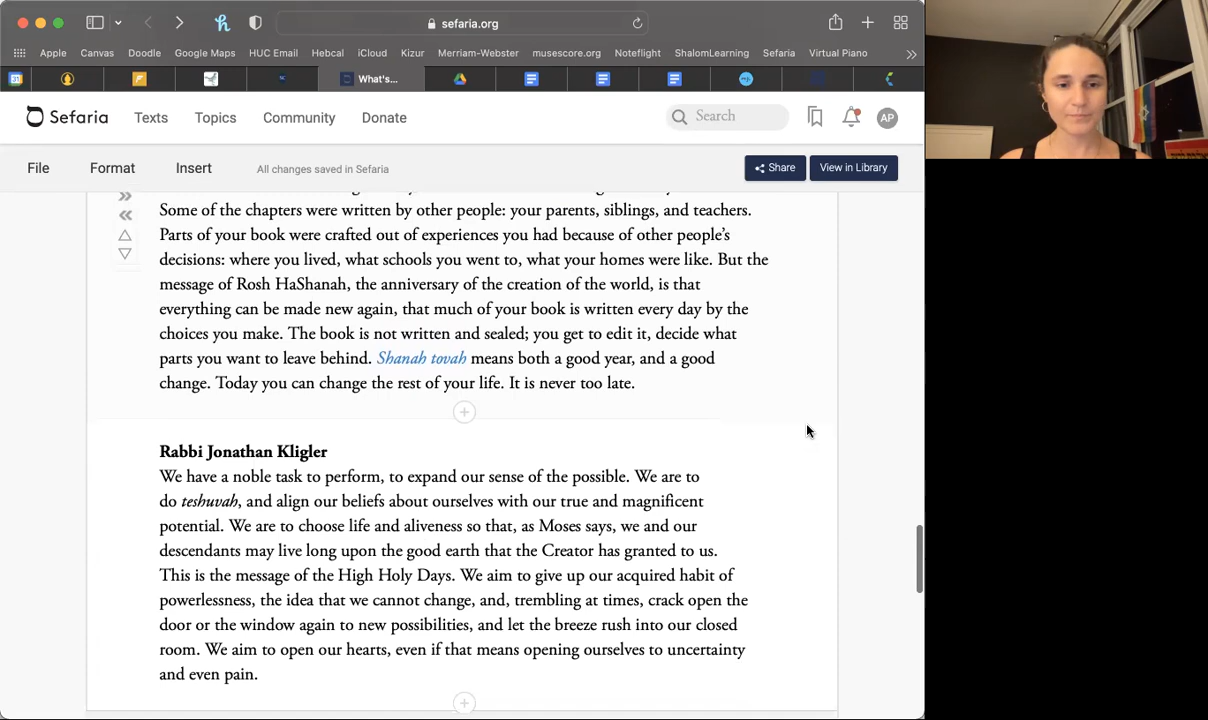 sefaria.org
Apple Canvas Doodle Google Maps HUC Email Hebcal iCloud Kizur Merriam-Webster musescore.org Noteflight ShalomLearning Sefaria Virtual Piano
What's...
Sefaria Texts Topics Community Donate Search AP
File Format Insert All changes saved in Sefaria Share View in Library
Some of the chapters were written by other people: your parents, siblings, and teachers.
Parts of your book were crafted out of experiences you had because of other people's
decisions: where you lived, what schools you went to, what your homes were like. But the
message of Rosh HaShanah, the anniversary of the creation of the world, is that
everything can be made new again, that much of your book is written every day by the
choices you make. The book is not written and sealed; you get to edit it, decide what
parts you want to leave behind. Shanah tovah means both a good year, and a good
change. Today you can change the rest of your life. It is never too late.
Rabbi Jonathan Kligler
We have a noble task to perform, to expand our sense of the possible. We are to
do teshuvah, and align our beliefs about ourselves with our true and magnificent
potential. We are to choose life and aliveness so that, as Moses says, we and our
descendants may live long upon the good earth that the Creator has granted to us.
This is the message of the High Holy Days. We aim to give up our acquired habit of
powerlessness, the idea that we cannot change, and, trembling at times, crack open the
door or the window again to new possibilities, and let the breeze rush into our closed
room. We aim to open our hearts, even if that means opening ourselves to uncertainty
and even pain.